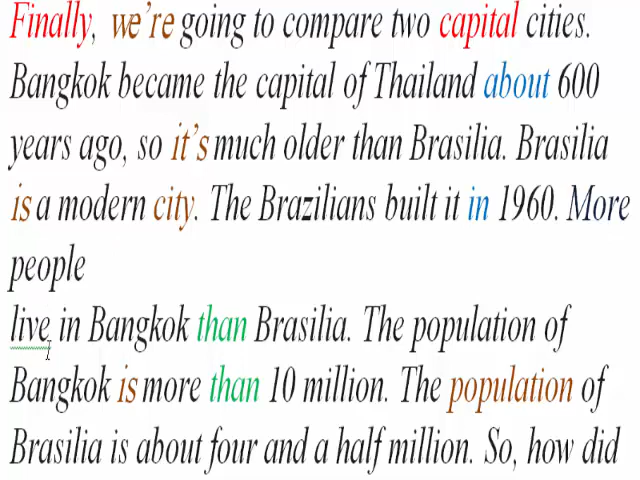 Finally, we’re going to compare two capital cities.
Bangkok became the capital of Thailand about 600
years ago, so it’s much older than Brasilia. Brasilia
is a modern city. The Brazilians built it in 1960. More
people
live in Bangkok than Brasilia. The population of
Bangkok is more than 10 million. The population of
Brasilia is about four and a half million. So, how did